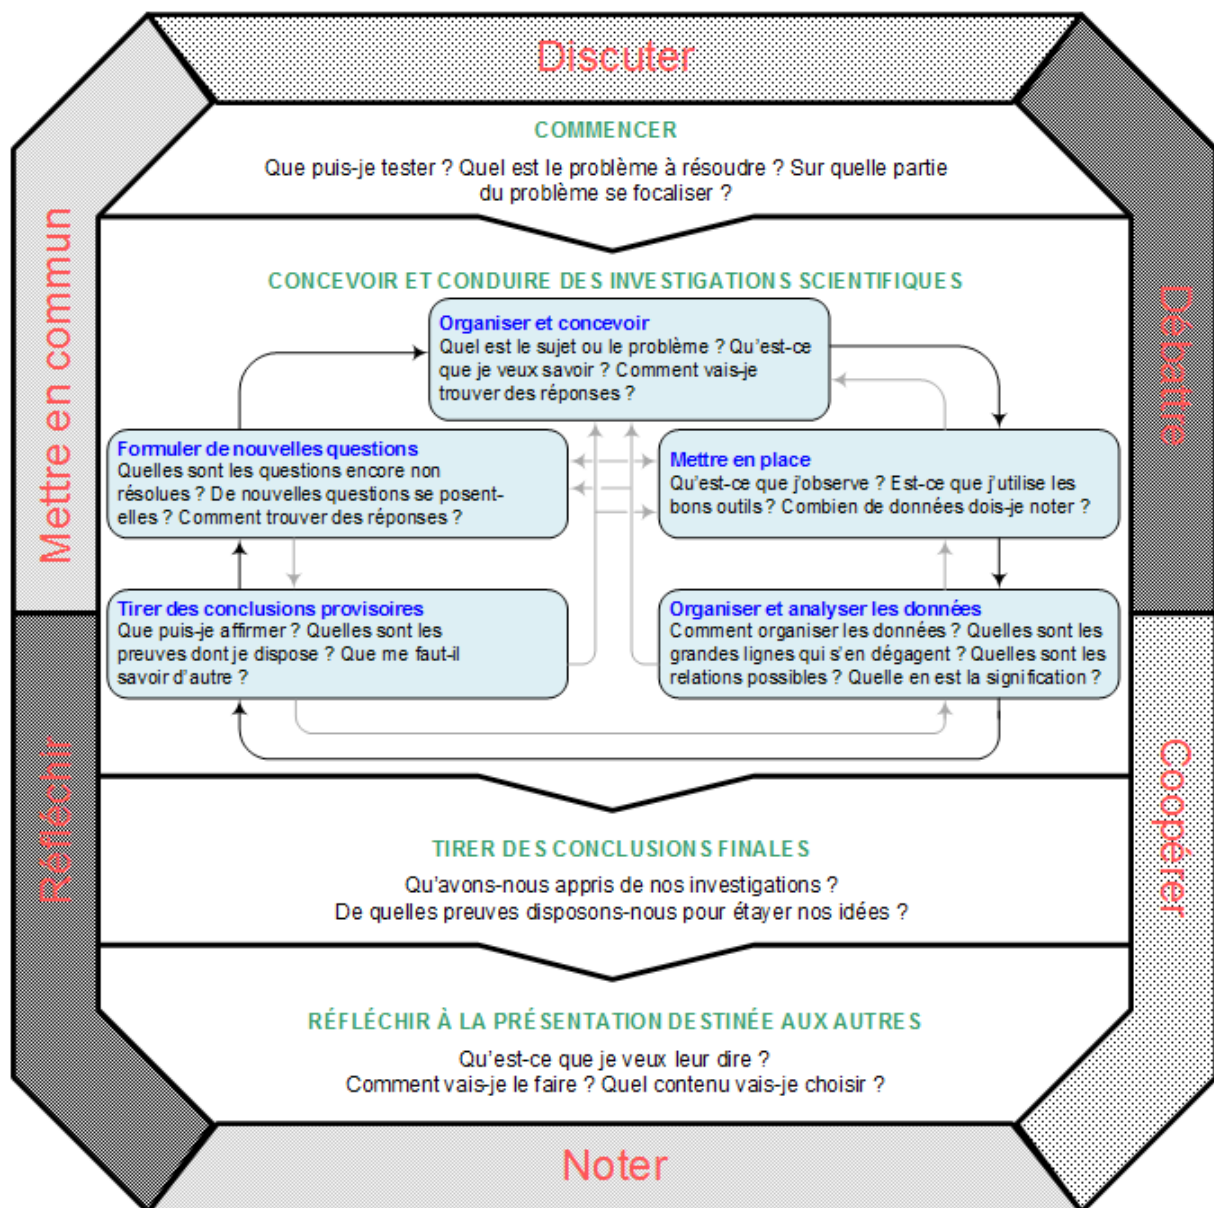 Discuter
COMMENCER
Que puis-je tester ? Quel est le problème à résoudre ? Sur quelle partie
du problème se focaliser ?
Mettre en commun
Débattre
CONCEVOIR ET CONDUIRE DES INVESTIGATIONS SCIENTIFIQUES
Organiser et concevoir
Quel est le sujet ou le problème ? Qu'est-ce
que je veux savoir ? Comment vais-je
trouver des réponses ?
Formuler de nouvelles questions
Quelles sont les questions encore non
résolues ? De nouvelles questions se posent-
elles ? Comment trouver des réponses ?
Mettre en place
Qu'est-ce que j'observe ? Est-ce que j'utilise les
bons outils ? Combien de données dois-je noter ?
Tirer des conclusions provisoires
Que puis-je affirmer ? Quelles sont les
preuves dont je dispose ? Que me faut-il
savoir d'autre ?
Organiser et analyser les données
Comment organiser les données ? Quelles sont les
grandes lignes qui s'en dégagent ? Quelles sont les
relations possibles ? Quelle en est la signification ?
Réfléchir
Coopérer
TIRER DES CONCLUSIONS FINALES
Qu'avons-nous appris de nos investigations ?
De quelles preuves disposons-nous pour étayer nos idées ?
RÉFLÉCHIR À LA PRÉSENTATION DESTINÉE AUX AUTRES
Qu'est-ce que je veux leur dire ?
Comment vais-je le faire ? Quel contenu vais-je choisir ?
Noter